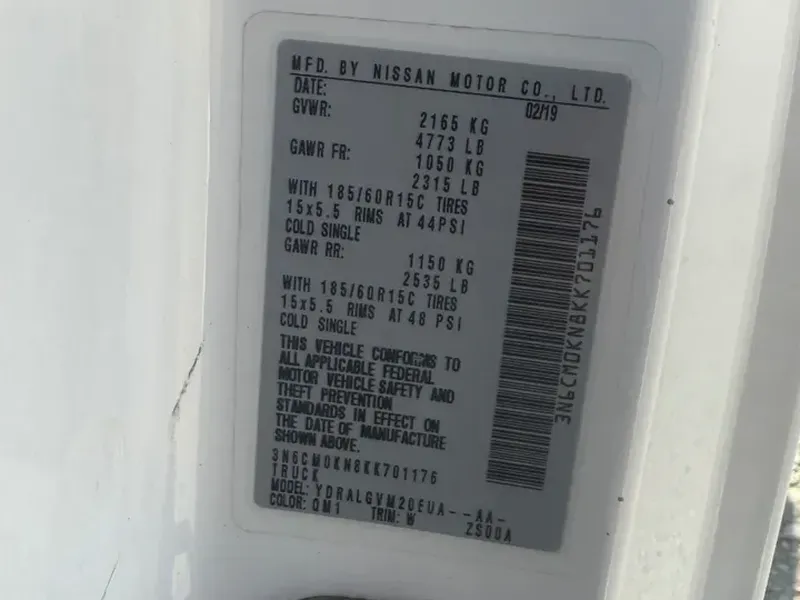 MFD. BY NISSAN MOTOR CO., LTD.
DATE: 02/19
GVWR: 2165 KG
4773 LB
GAWR FR: 1050 KG
2315 LB
WITH 185/60R15C TIRES
15x5.5 RIMS AT 44PSI
COLD SINGLE
GAWR RR: 1150 KG
2535 LB
WITH 185/60R15C TIRES
15x5.5 RIMS AT 48 PSI
COLD SINGLE
THIS VEHICLE CONFORMS TO
ALL APPLICABLE FEDERAL
MOTOR VEHICLE SAFETY AND
THEFT PREVENTION
STANDARDS IN EFFECT ON
THE DATE OF MANUFACTURE
SHOWN ABOVE.
3N6CM0KN8KK701176
TRUCK
MODEL: YDRALGVM20EUA--AA-
COLOR: QM1 TRIM: W ZS00A
3N6CM0KN8KK701176